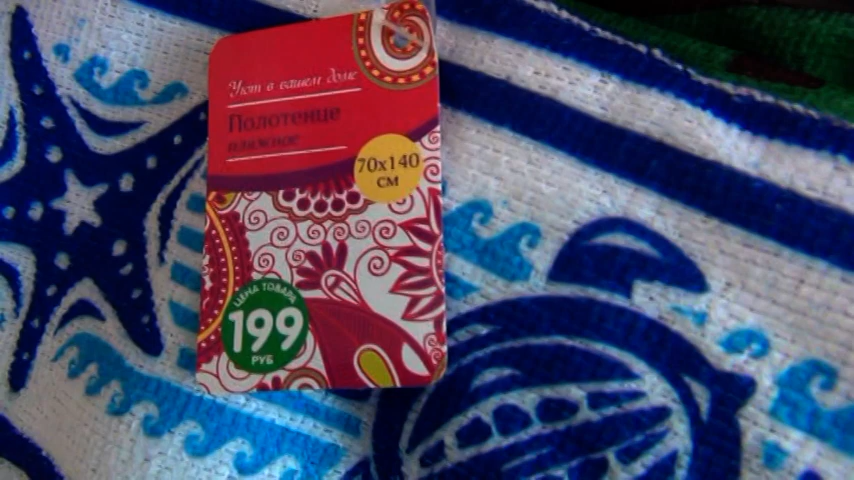 Уют в вашем доме
Полотенце
пляжное
70х140
см
ЦЕНА ТОВАРА
199
РУБ